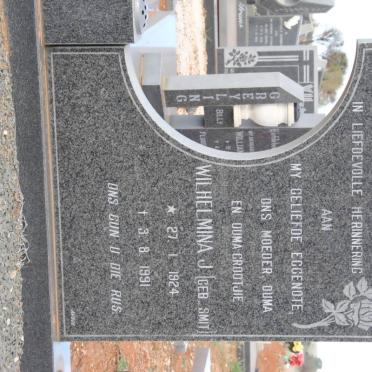 IN LIEFDEVOLLE HERINNERING
AAN
MY GELIEFDE EGGENOTE,
ONS MOEDER OUMA
EN OUMA GROOTJIE
WILHELMINA J. (GEB. SMIT)
★ 27.1.1924
† 3.8.1991
ONS GUN U DIE RUS.
GREYLING